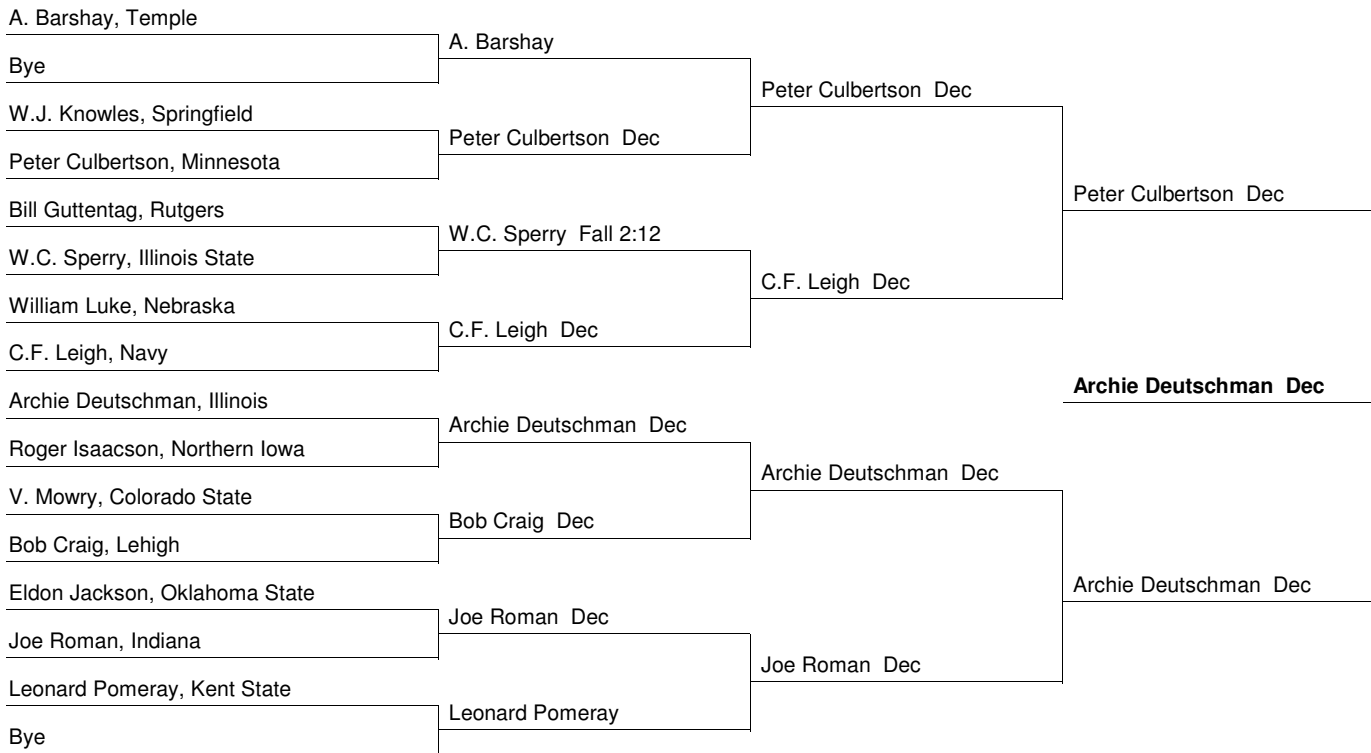 A. Barshay, Temple
Bye
W.J. Knowles, Springfield
Peter Culbertson, Minnesota
Bill Guttentag, Rutgers
W.C. Sperry, Illinois State
William Luke, Nebraska
C.F. Leigh, Navy
Archie Deutschman, Illinois
Roger Isaacson, Northern Iowa
V. Mowry, Colorado State
Bob Craig, Lehigh
Eldon Jackson, Oklahoma State
Joe Roman, Indiana
Leonard Pomeray, Kent State
Bye
A. Barshay
Peter Culbertson Dec
W.C. Sperry Fall 2:12
C.F. Leigh Dec
Archie Deutschman Dec
Bob Craig Dec
Joe Roman Dec
Leonard Pomeray
Peter Culbertson Dec
C.F. Leigh Dec
Archie Deutschman Dec
Joe Roman Dec
Peter Culbertson Dec
Archie Deutschman Dec
Archie Deutschman Dec